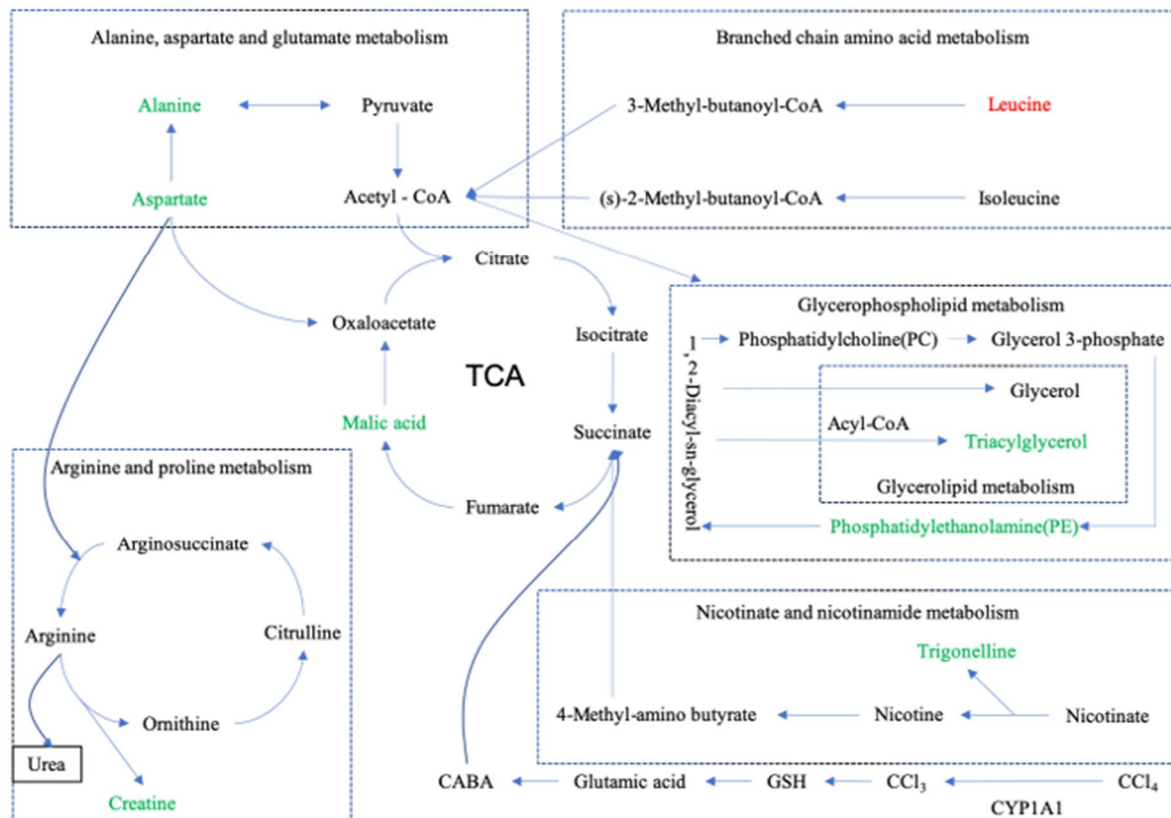 Alanine, aspartate and glutamate metabolism
Alanine
Pyruvate
Aspartate
Acetyl - CoA
Branched chain amino acid metabolism
3-Methyl-butanoyl-CoA
Leucine
(s)-2-Methyl-butanoyl-CoA
Isoleucine
Citrate
Oxaloacetate
Isocitrate
TCA
Malic acid
Succinate
Fumarate
Glycerophospholipid metabolism
1,2-Diacyl-sn-glycerol
Phosphatidylcholine(PC)
Glycerol 3-phosphate
Glycerol
Acyl-CoA
Triacylglycerol
Glycerolipid metabolism
Phosphatidylethanolamine(PE)
Arginine and proline metabolism
Arginosuccinate
Arginine
Citrulline
Ornithine
Urea
Creatine
Nicotinate and nicotinamide metabolism
Trigonelline
4-Methyl-amino butyrate
Nicotine
Nicotinate
CABA
Glutamic acid
GSH
CCl₃
CCl₄
CYP1A1